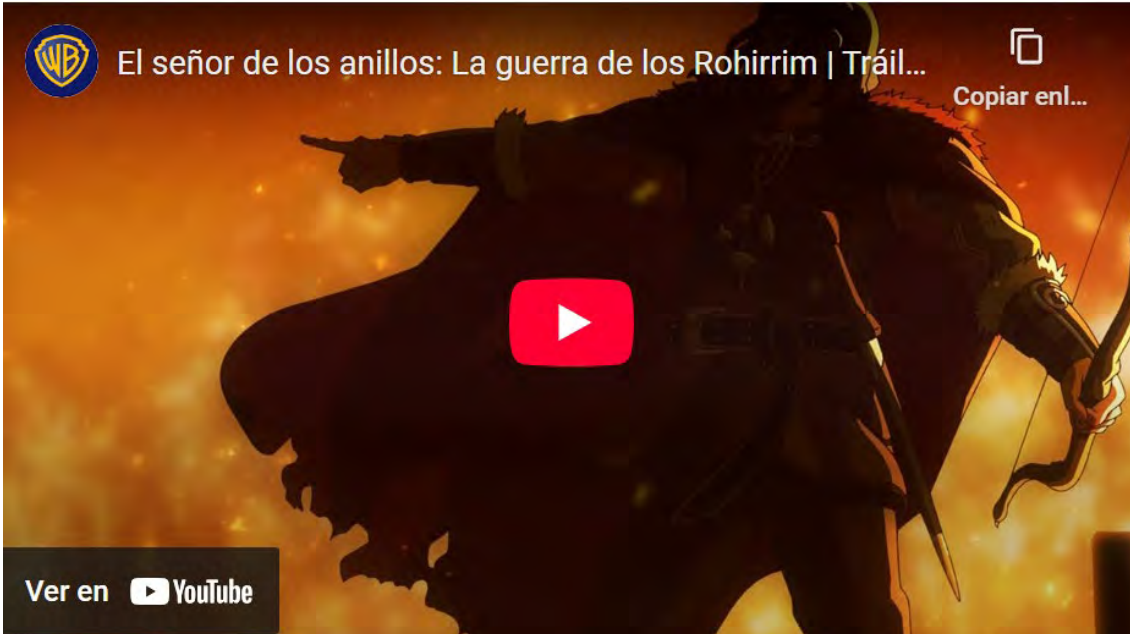 WB
El señor de los anillos: La guerra de los Rohirrim | Tráil...
Copiar enl...
Ver en YouTube